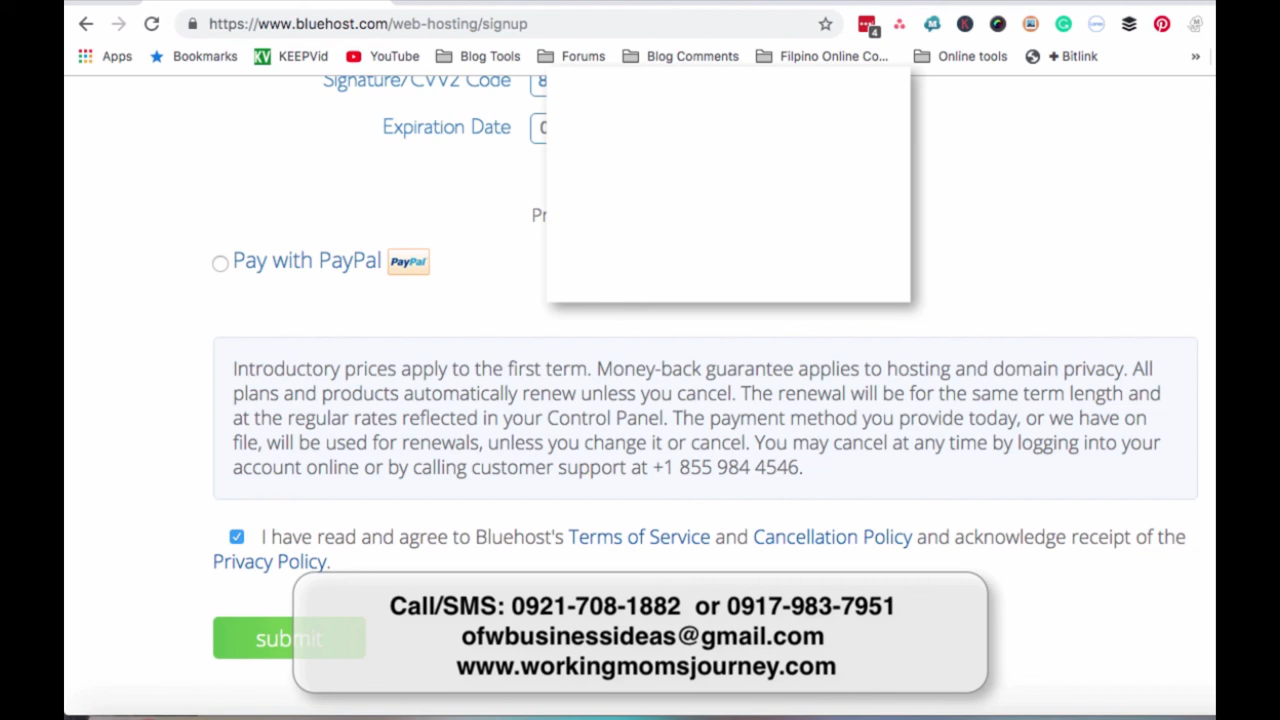 https://www.bluehost.com/web-hosting/signup
4
Apps Bookmarks KV KEEPVid YouTube Blog Tools Forums Blog Comments Filipino Online Co... Online tools + Bitlink »
Signature/CVV2 Code 8
Expiration Date 0
Pr
Pay with PayPal PayPal
Introductory prices apply to the first term. Money-back guarantee applies to hosting and domain privacy. All
plans and products automatically renew unless you cancel. The renewal will be for the same term length and
at the regular rates reflected in your Control Panel. The payment method you provide today, or we have on
file, will be used for renewals, unless you change it or cancel. You may cancel at any time by logging into your
account online or by calling customer support at +1 855 984 4546.
I have read and agree to Bluehost's Terms of Service and Cancellation Policy and acknowledge receipt of the
Privacy Policy.
Call/SMS: 0921-708-1882 or 0917-983-7951
submit
ofwbusinessideas@gmail.com
www.workingmomsjourney.com